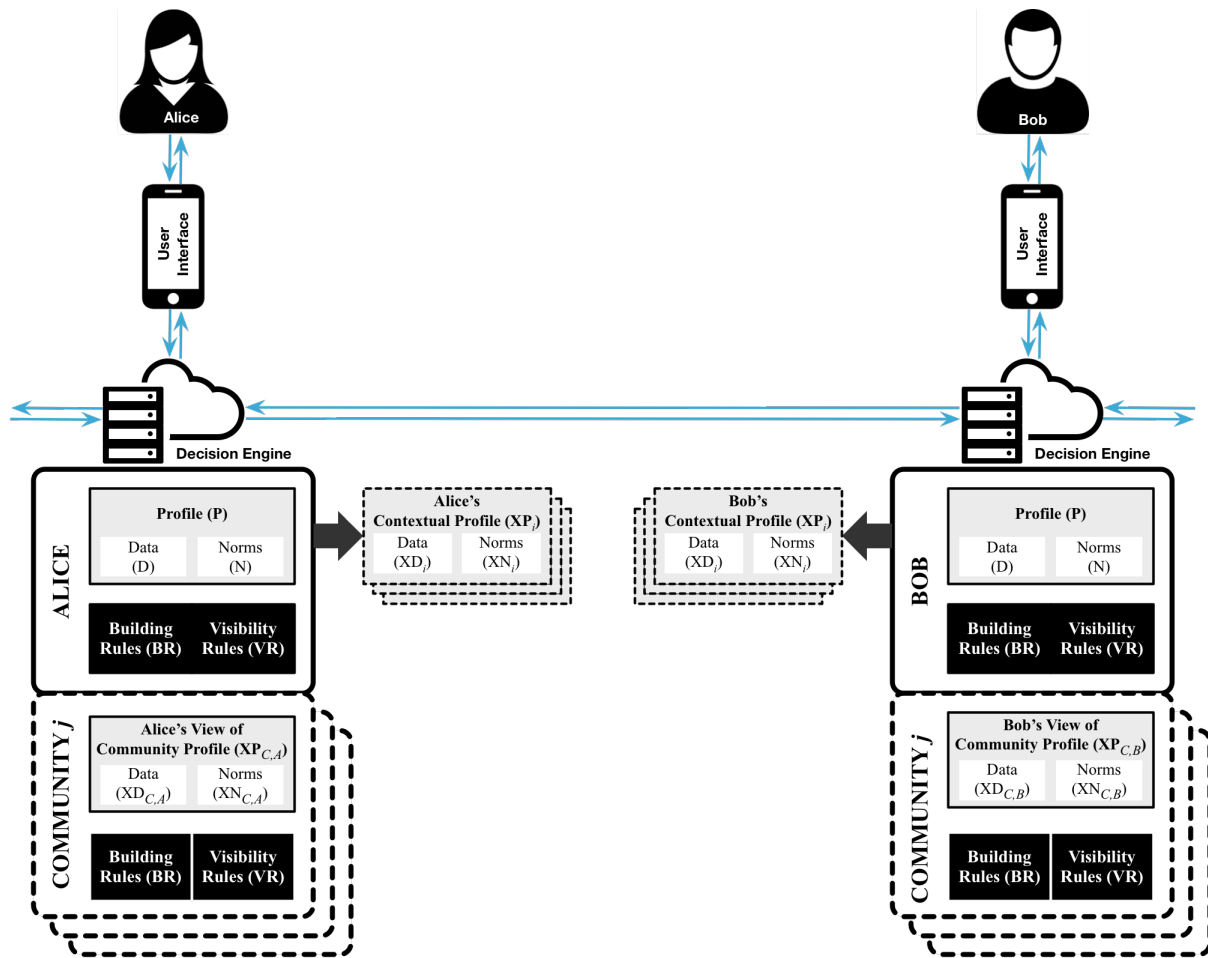 Alice
Bob
User
Interface
User
Interface
Decision Engine
Decision Engine
ALICE
Profile (P)
Data
(D)
Norms
(N)
Building
Rules (BR)
Visibility
Rules (VR)
Alice's
Contextual Profile (XPi)
Data
(XDi)
Norms
(XNi)
Bob's
Contextual Profile (XPi)
Data
(XDi)
Norms
(XNi)
BOB
Profile (P)
Data
(D)
Norms
(N)
Building
Rules (BR)
Visibility
Rules (VR)
COMMUNITY j
Alice's View of
Community Profile (XPC,A)
Data
(XDC,A)
Norms
(XNC,A)
Building
Rules (BR)
Visibility
Rules (VR)
COMMUNITY j
Bob's View of
Community Profile (XPC,B)
Data
(XDC,B)
Norms
(XNC,B)
Building
Rules (BR)
Visibility
Rules (VR)